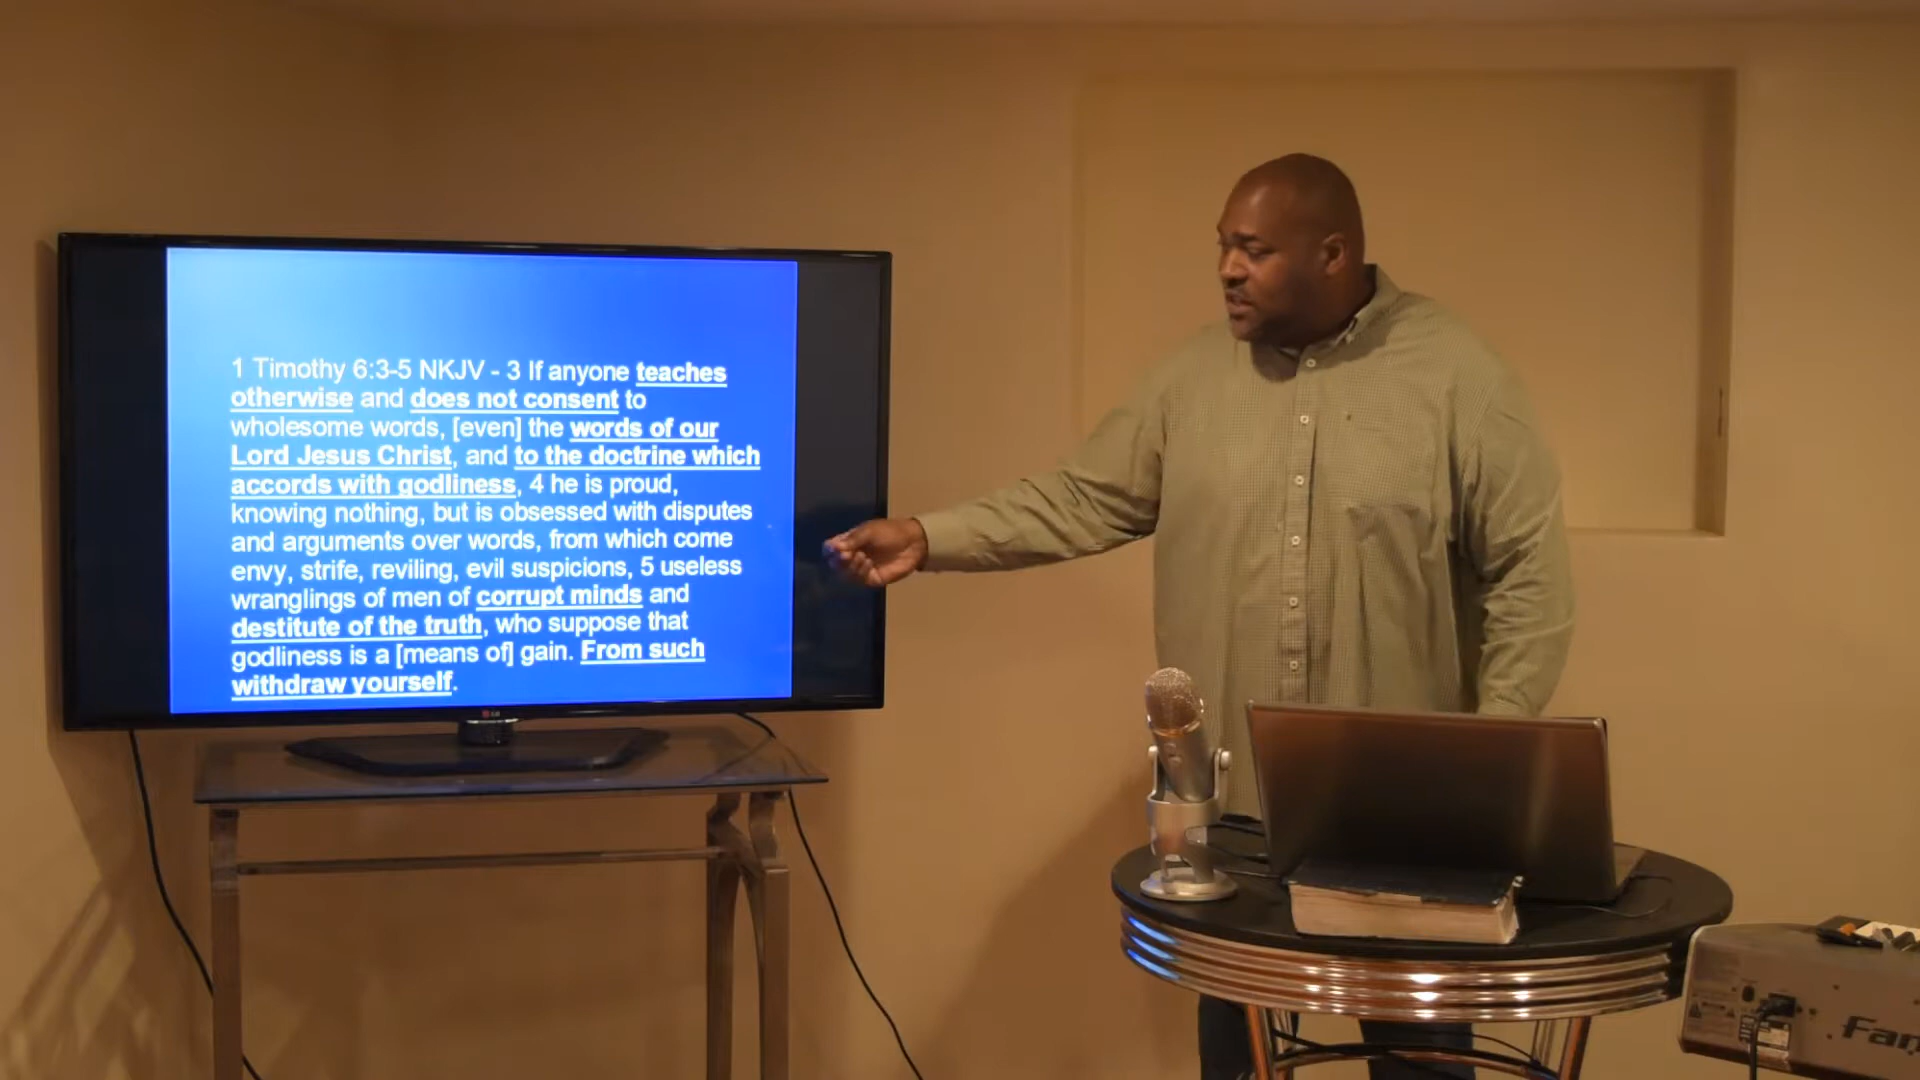 1 Timothy 6:3-5 NKJV - 3 If anyone teaches
otherwise and does not consent to
wholesome words, [even] the words of our
Lord Jesus Christ, and to the doctrine which
accords with godliness, 4 he is proud,
knowing nothing, but is obsessed with disputes
and arguments over words, from which come
envy, strife, reviling, evil suspicions, 5 useless
wranglings of men of corrupt minds and
destitute of the truth, who suppose that
godliness is a [means of] gain. From such
withdraw yourself.
LG